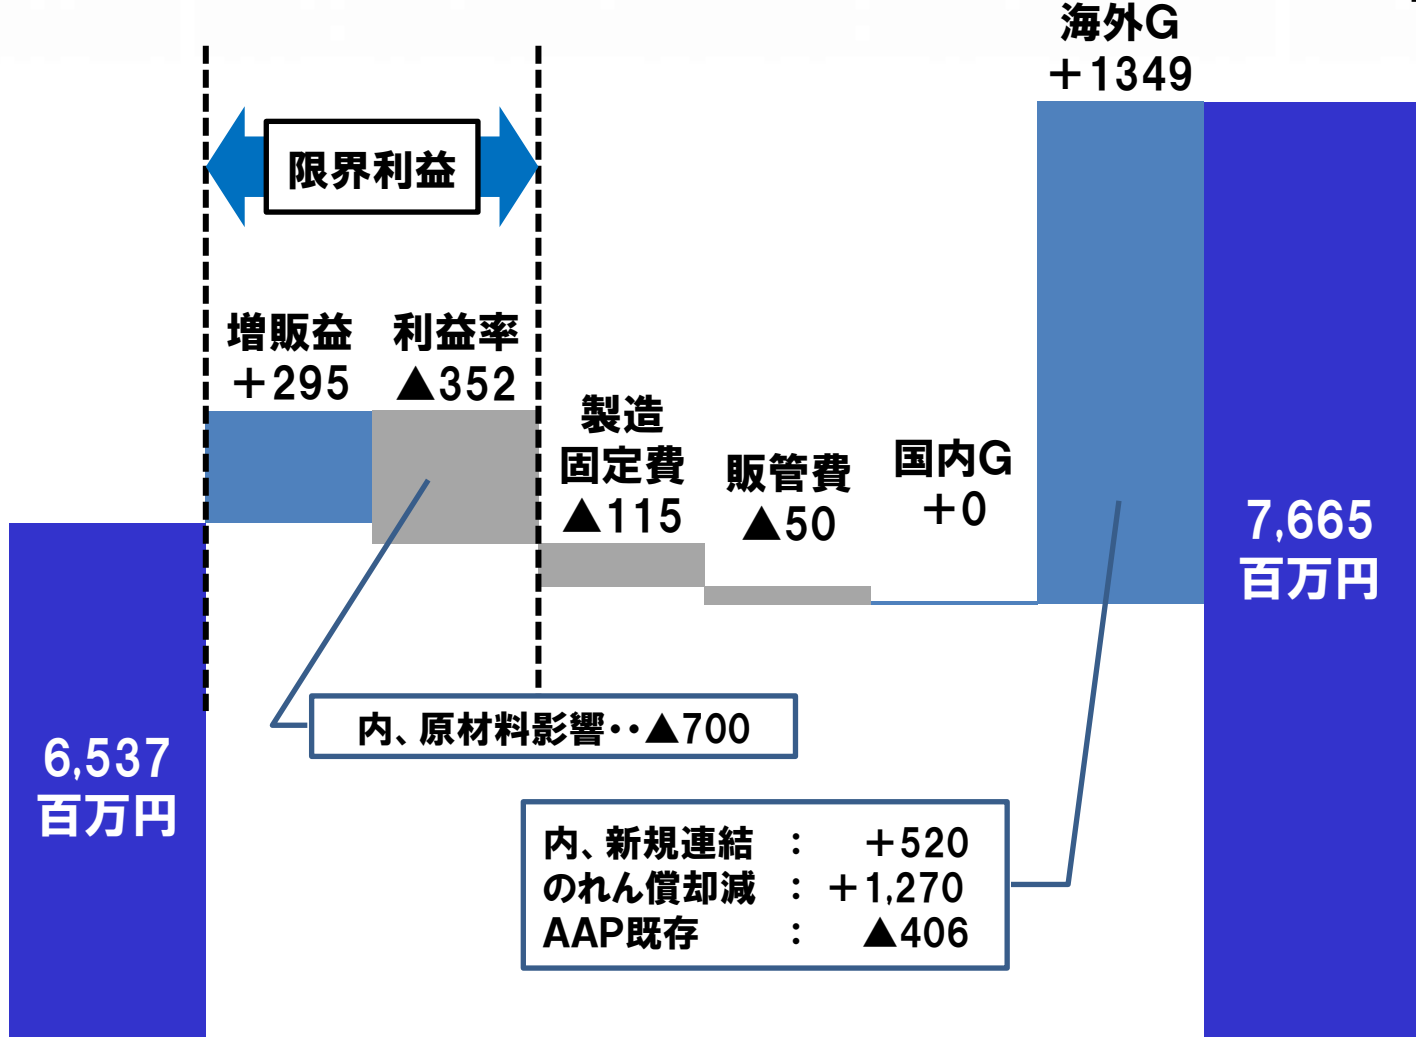 海外G
＋1349
限界利益
増販益
＋295
利益率
▲352
製造
固定費
▲115
販管費
▲50
国内G
＋0
7,665
百万円
内、原材料影響・・▲700
6,537
百万円
内、新規連結 ： ＋520
のれん償却減 ： ＋1,270
AAP既存 ： ▲406